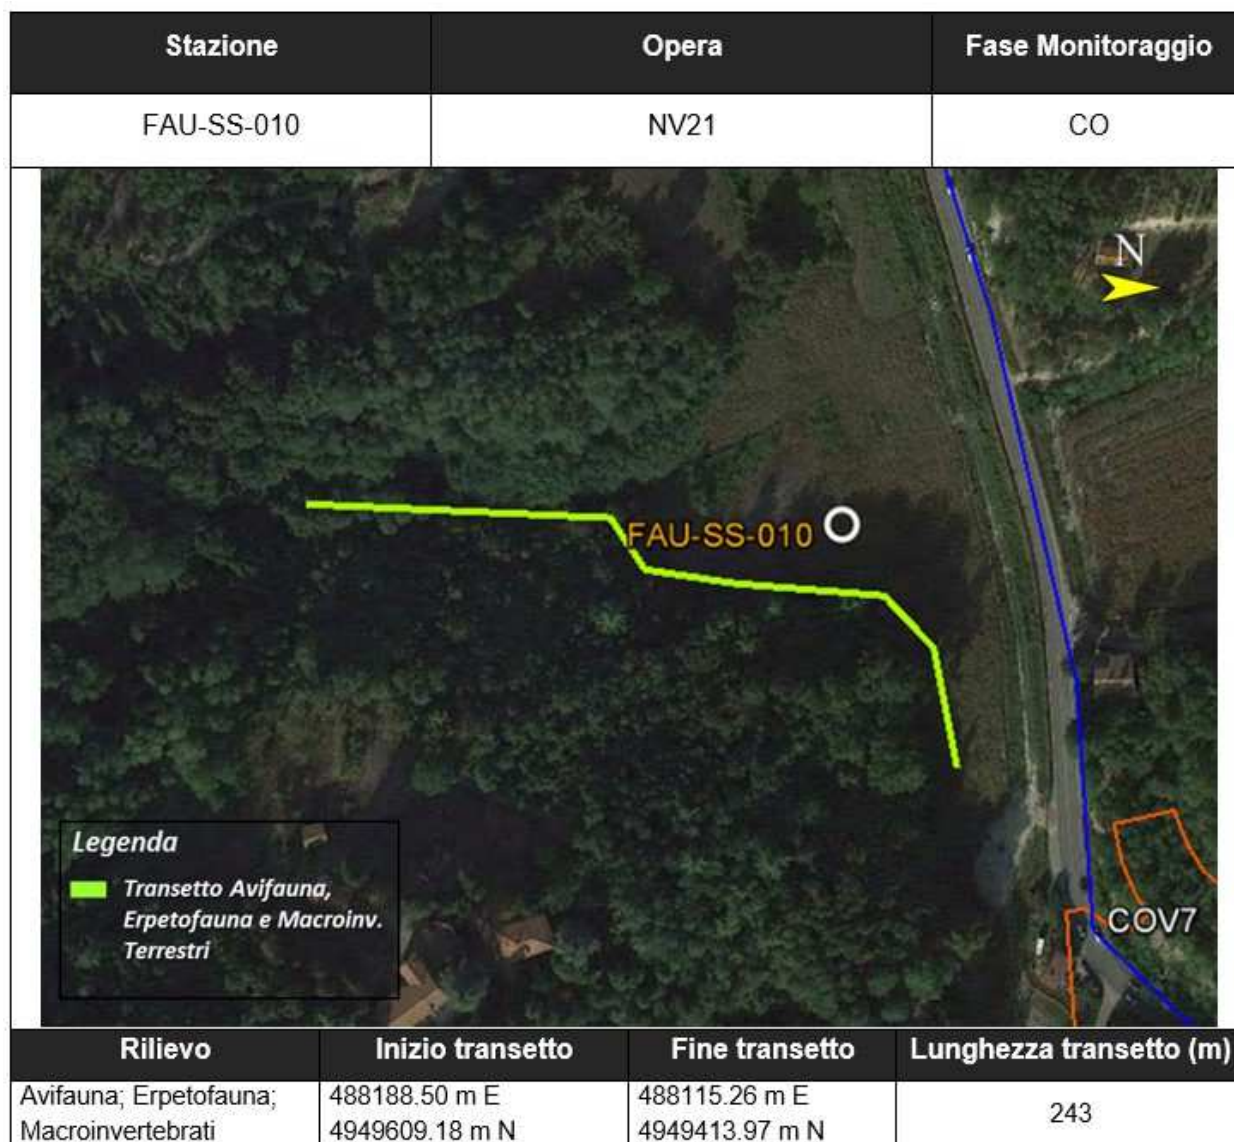 Stazione Opera Fase Monitoraggio
FAU-SS-010 NV21 CO
N
FAU-SS-010
Legenda
Transetto Avifauna,
Erpetofauna e Macroinv.
Terrestri
COV7
Rilievo Inizio transetto Fine transetto Lunghezza transetto (m)
Avifauna; Erpetofauna; 488188.50 m E 488115.26 m E 243
Macroinvertebrati 4949609.18 m N 4949413.97 m N